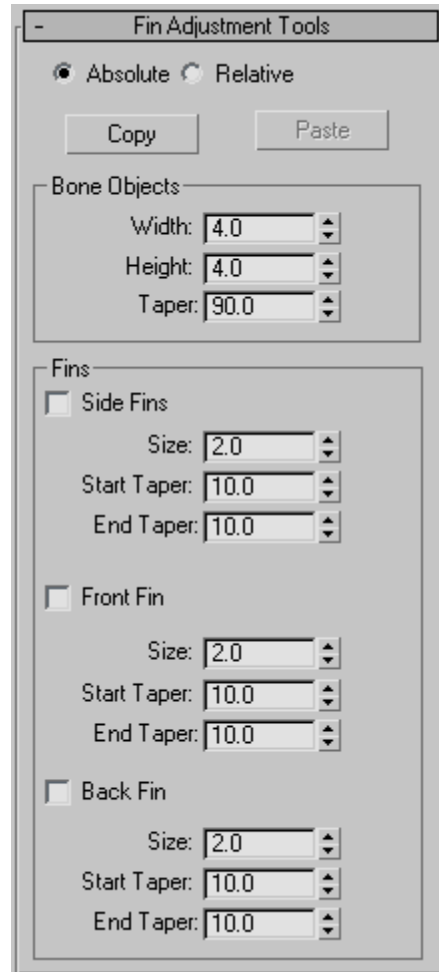 - Fin Adjustment Tools
Absolute Relative
Copy Paste
Bone Objects
Width: 4.0
Height: 4.0
Taper: 90.0
Fins
Side Fins
Size: 2.0
Start Taper: 10.0
End Taper: 10.0
Front Fin
Size: 2.0
Start Taper: 10.0
End Taper: 10.0
Back Fin
Size: 2.0
Start Taper: 10.0
End Taper: 10.0